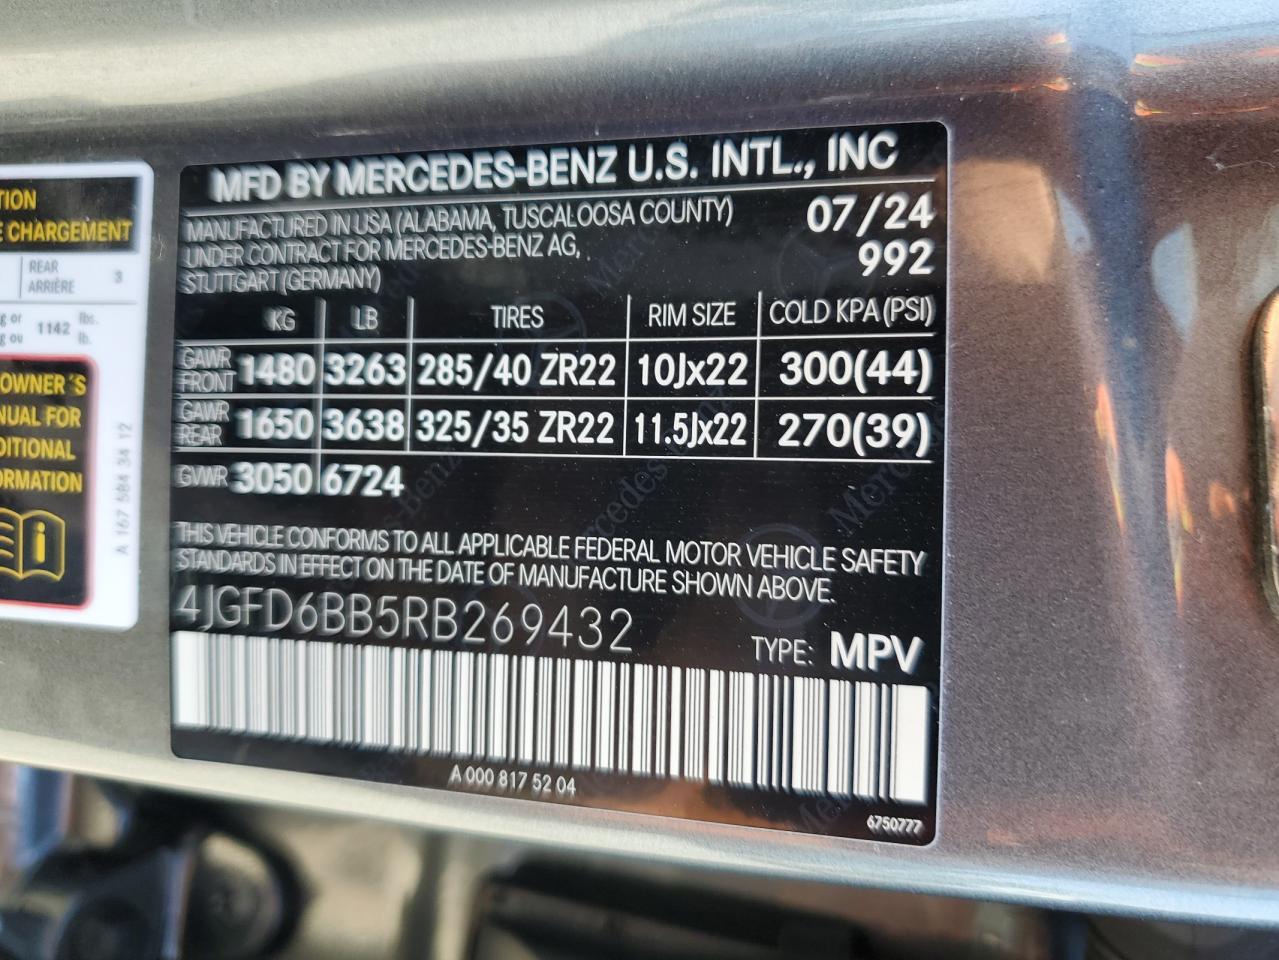 TION
E CHARGEMENT
REAR
ARRIÈRE 3
g or
g ou 1142 lbs.
lb.
OWNER´S
NUAL FOR
DITIONAL
ORMATION
A 167 584 34 12
MFD BY MERCEDES-BENZ U.S. INTL., INC
MANUFACTURED IN USA (ALABAMA, TUSCALOOSA COUNTY) 07/24
UNDER CONTRACT FOR MERCEDES-BENZ AG, 992
STUTTGART (GERMANY)
KG LB TIRES RIM SIZE COLD KPA (PSI)
GAWR FRONT 1480 3263 285/40 ZR22 10Jx22 300(44)
GAWR REAR 1650 3638 325/35 ZR22 11.5Jx22 270(39)
GVWR 3050 6724
THIS VEHICLE CONFORMS TO ALL APPLICABLE FEDERAL MOTOR VEHICLE SAFETY
STANDARDS IN EFFECT ON THE DATE OF MANUFACTURE SHOWN ABOVE.
4JGFD6BB5RB269432
TYPE: MPV
A 000 817 52 04
6750777